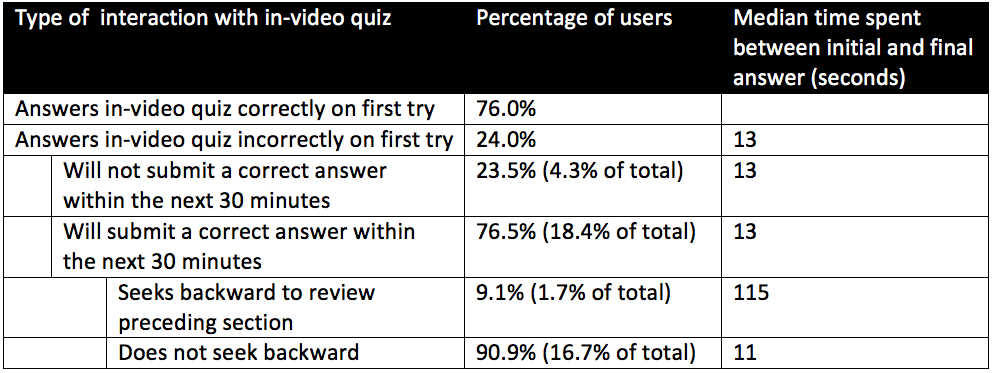 Type of interaction with in-video quiz Percentage of users Median time spent
between initial and final
answer (seconds)
Answers in-video quiz correctly on first try 76.0%
Answers in-video quiz incorrectly on first try 24.0% 13
Will not submit a correct answer 23.5% (4.3% of total) 13
within the next 30 minutes
Will submit a correct answer within 76.5% (18.4% of total) 13
the next 30 minutes
Seeks backward to review 9.1% (1.7% of total) 115
preceding section
Does not seek backward 90.9% (16.7% of total) 11